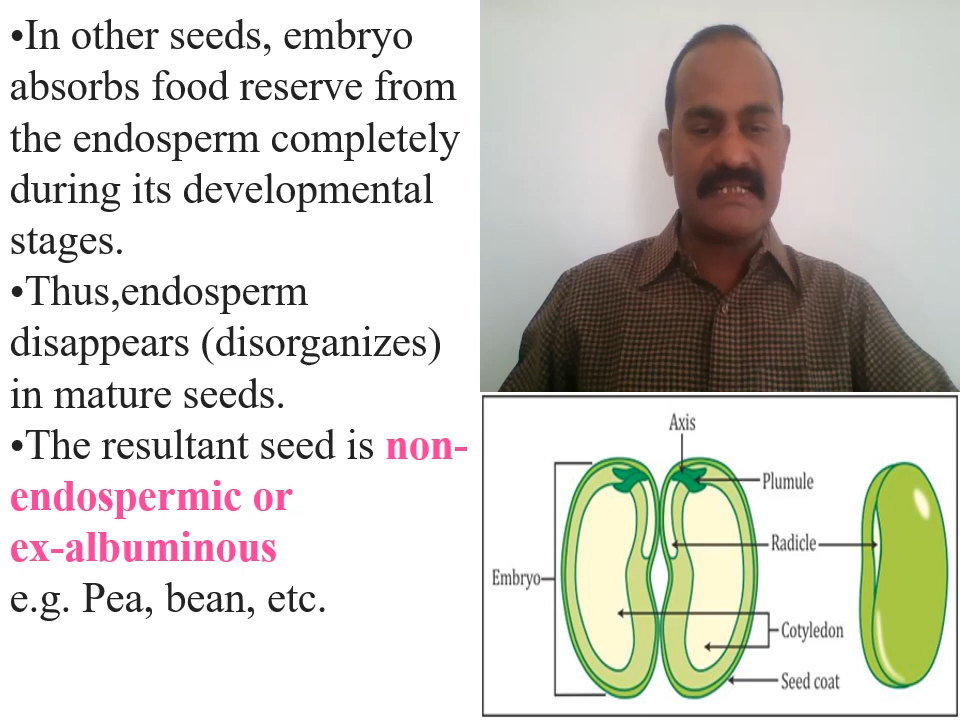 •In other seeds, embryo
absorbs food reserve from
the endosperm completely
during its developmental
stages.
•Thus,endosperm
disappears (disorganizes)
in mature seeds.
•The resultant seed is non-
endospermic or
ex-albuminous
e.g. Pea, bean, etc.
Axis
Plumule
Radicle
Embryo
Cotyledon
Seed coat